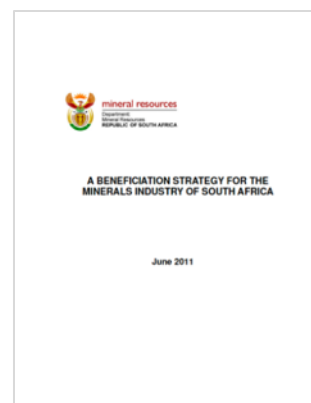 mineral resources
Department:
Mineral Resources
REPUBLIC OF SOUTH AFRICA
A BENEFICIATION STRATEGY FOR THE
MINERALS INDUSTRY OF SOUTH AFRICA
June 2011